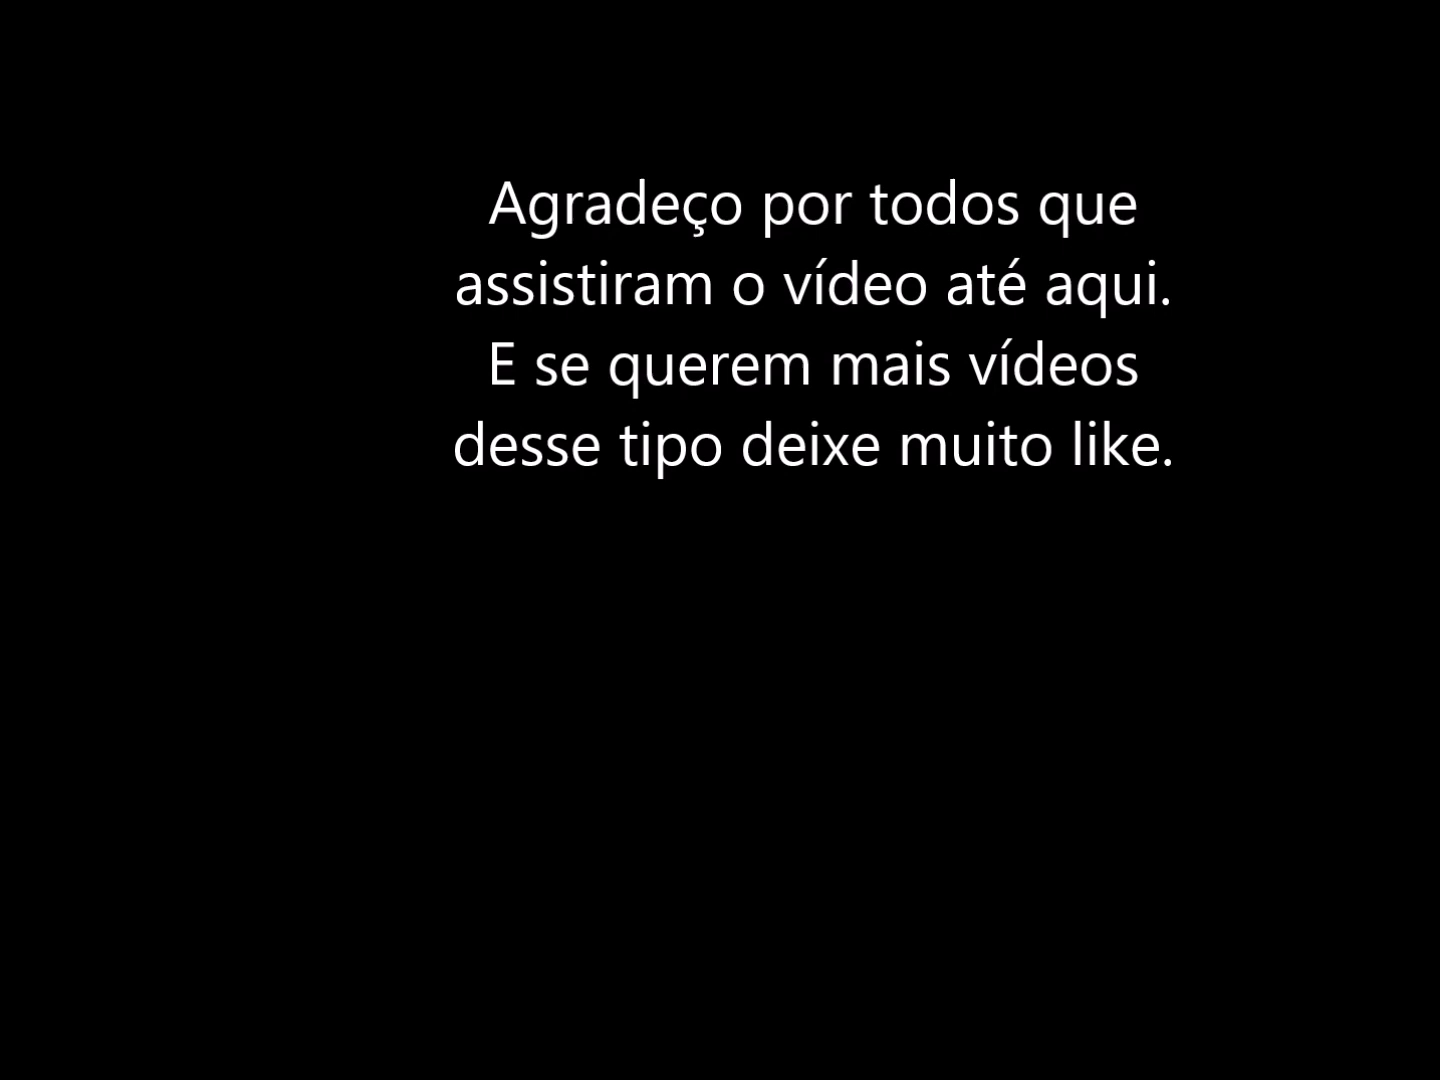 Agradeço por todos que
assistiram o vídeo até aqui.
E se querem mais vídeos
desse tipo deixe muito like.